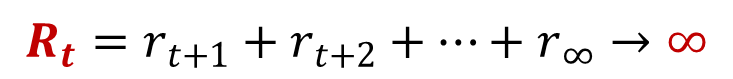 R_t = r_{t+1} + r_{t+2} + ⋯ + r_∞ → ∞